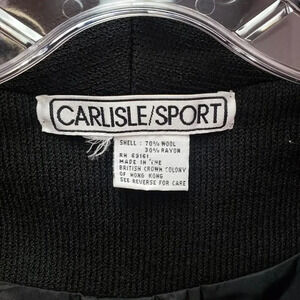 CARLISLE/SPORT
SHELL: 70% WOOL
30% RAYON
RN 69161
MADE IN THE
BRITISH CROWN COLONY
OF HONG KONG
SEE REVERSE FOR CARE